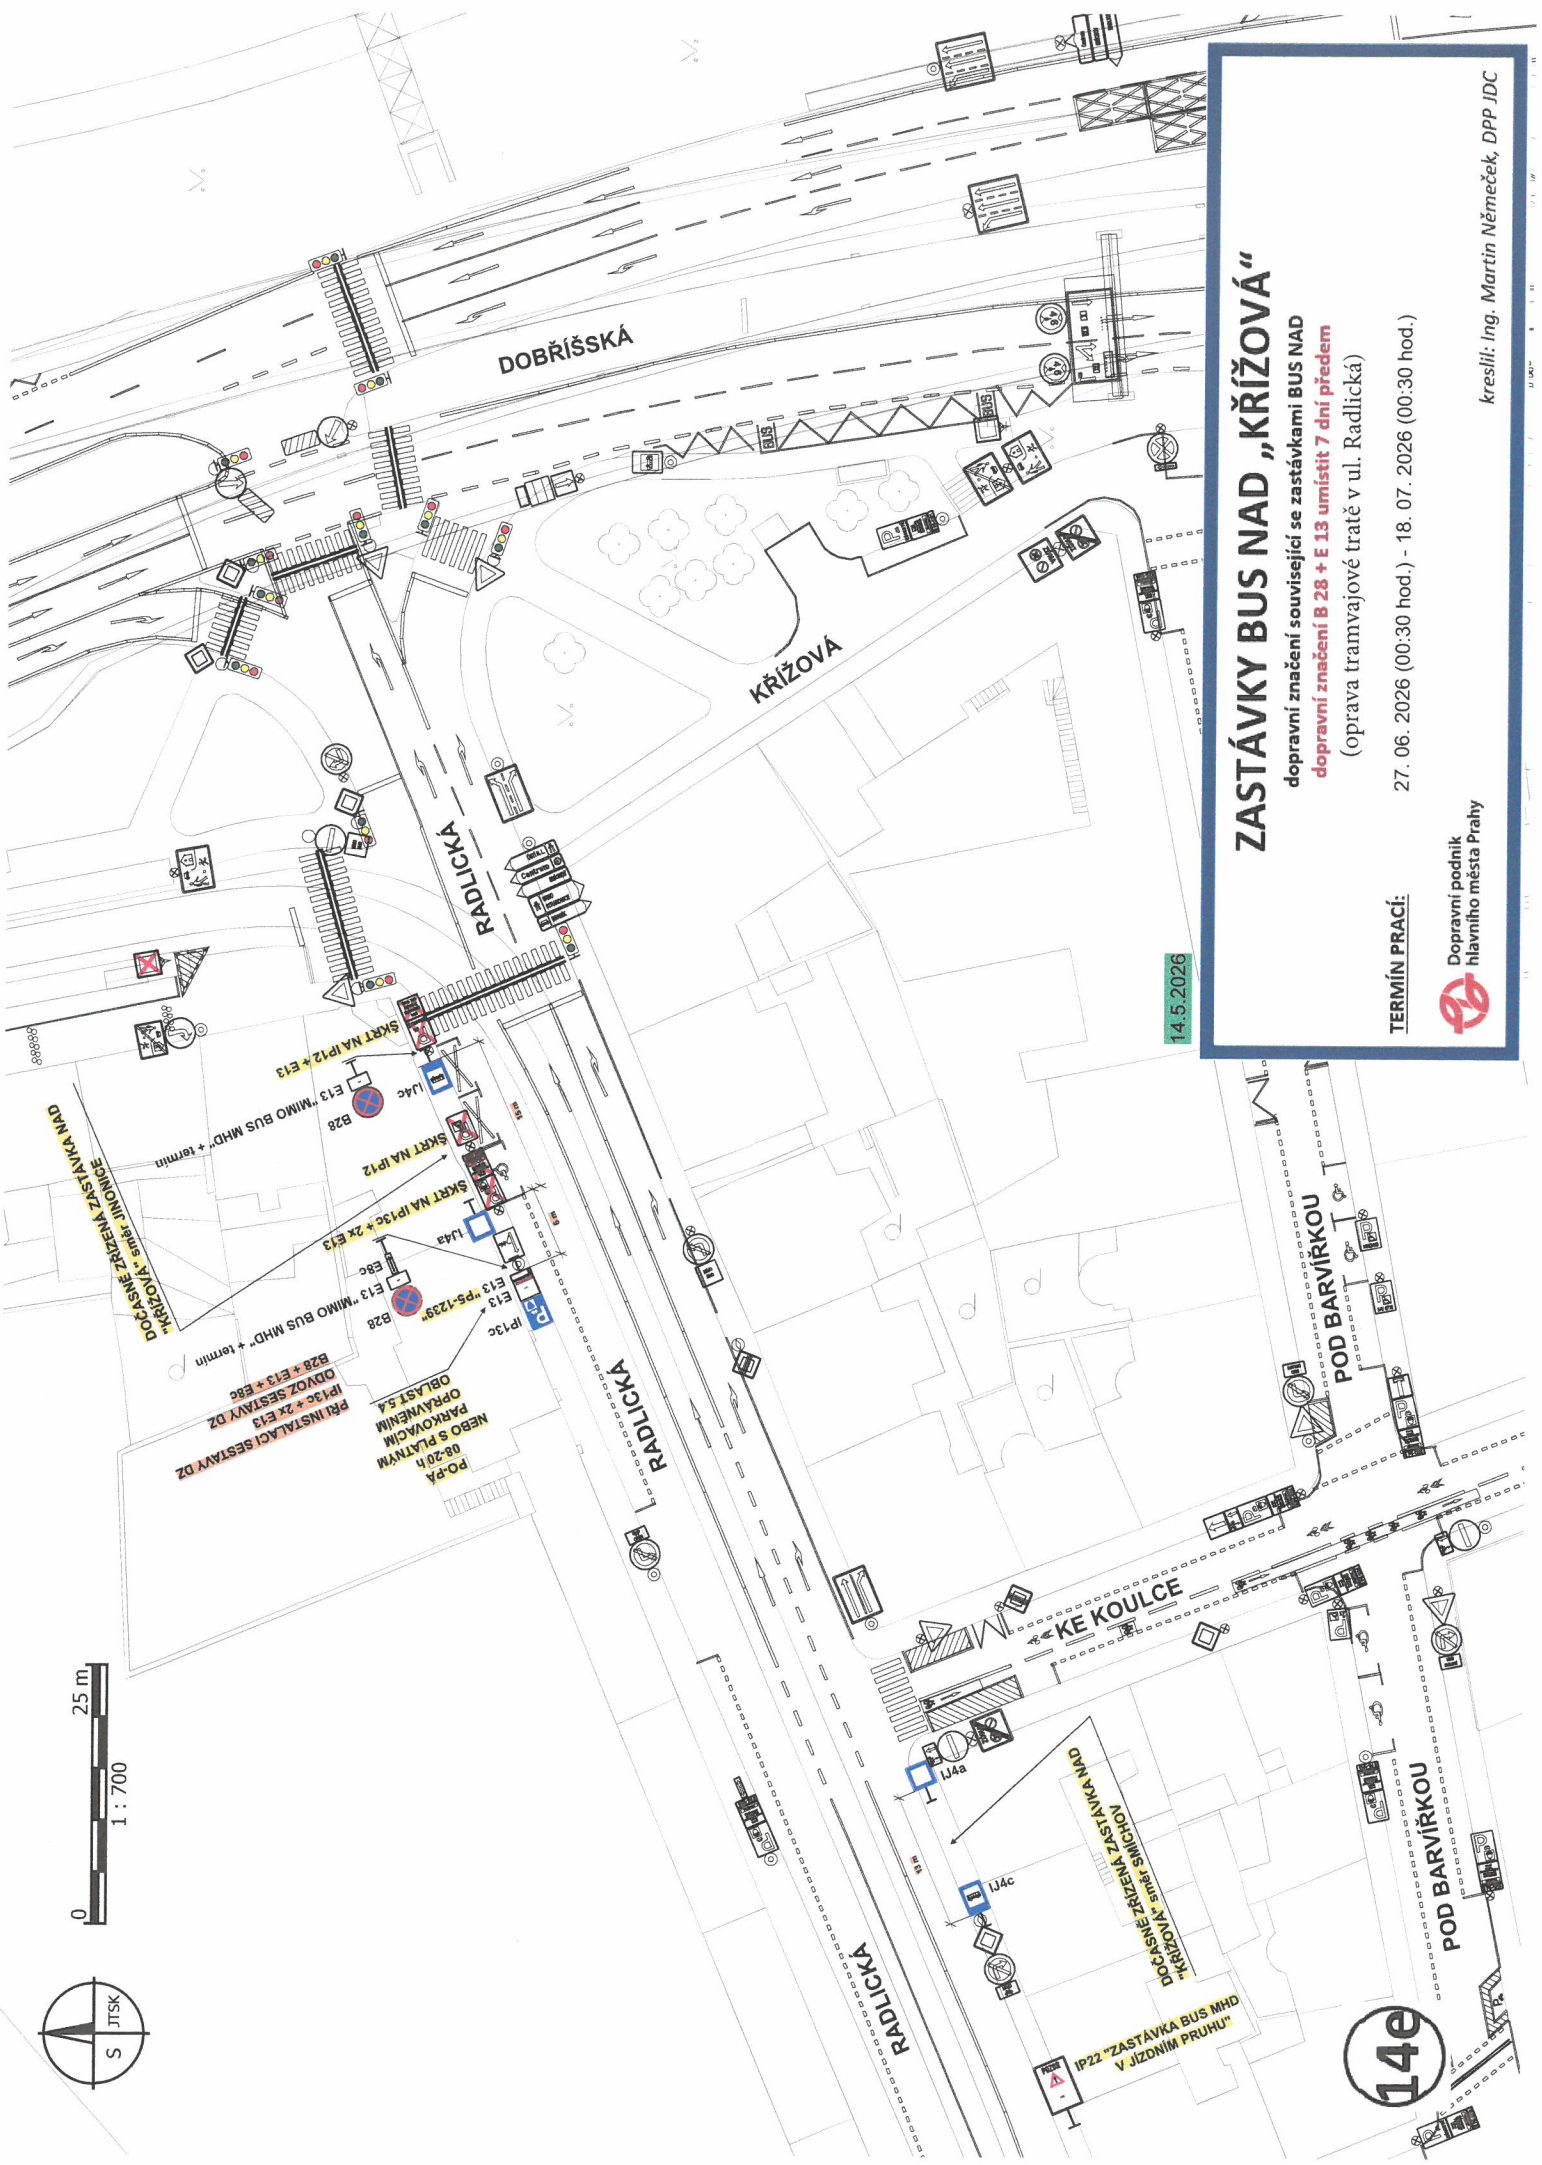 ZASTÁVKY BUS NAD „KŘÍŽOVÁ“
dopravní značení související se zastávkami BUS NAD
dopravní značení B 28 + E 13 umístit 7 dní předem
(oprava tramvajové tratě v ul. Radlická)
TERMÍN PRACÍ:
27. 06. 2026 (00:30 hod.) - 18. 07. 2026 (00:30 hod.)
Dopravní podnik
hlavního města Prahy
kreslil: Ing. Martin Němeček, DPP JDC
14.5.2026
14e
S JTSK
0 25 m
1 : 700
DOČASNĚ ZŘÍZENÁ ZASTÁVKA NAD
"KŘÍŽOVÁ" směr JINONICE
E13 "MIMO BUS MHD" + termín
B28
ŠKRT NA IP12 + E13
IJ4c
ŠKRT NA IP12
15 m
E13 "MIMO BUS MHD" + termín
B28
E8c
ŠKRT NA IP13c + 2x E13
IJ4a
5 m
E13 "P5-1239"
E13
IP13c
PŘI INSTALACI SESTAVY DZ
IP13c + 2x E13
ODVOZ SESTAVY DZ
B28 + E13 + E8c
PO-PÁ
08-20 h
NEBO S PLATNÝM
PARKOVACÍM
OPRÁVNĚNÍM
OBLAST 5.4
DOBŘÍŠSKÁ
BUS
BUS
KŘÍŽOVÁ
RADLICKÁ
RADLICKÁ
RADLICKÁ
KE KOULCE
POD BARVÍŘKOU
POD BARVÍŘKOU
IJ4a
13 m
IJ4c
DOČASNĚ ZŘÍZENÁ ZASTÁVKA NAD
"KŘÍŽOVÁ" směr SMÍCHOV
POZOR
IP22 "ZASTÁVKA BUS MHD
V JÍZDNÍM PRUHU"